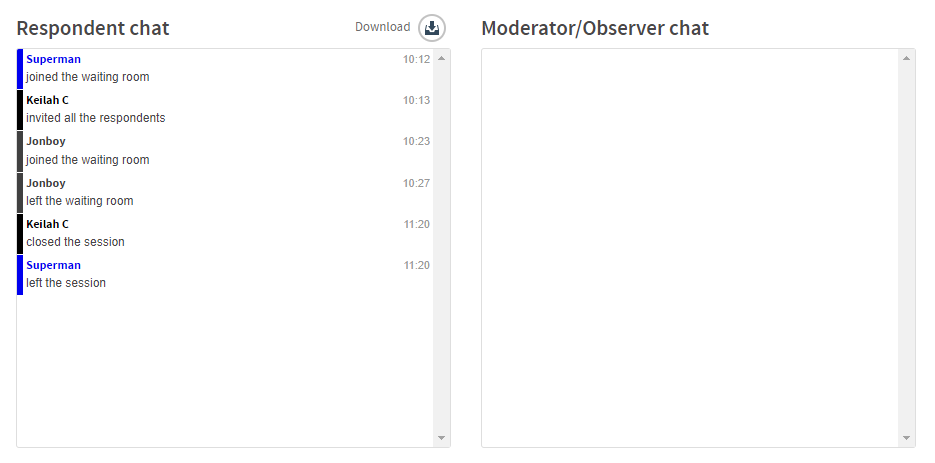 Respondent chat
Download
Superman 10:12
joined the waiting room
Keilah C 10:13
invited all the respondents
Jonboy 10:23
joined the waiting room
Jonboy 10:27
left the waiting room
Keilah C 11:20
closed the session
Superman 11:20
left the session
Moderator/Observer chat